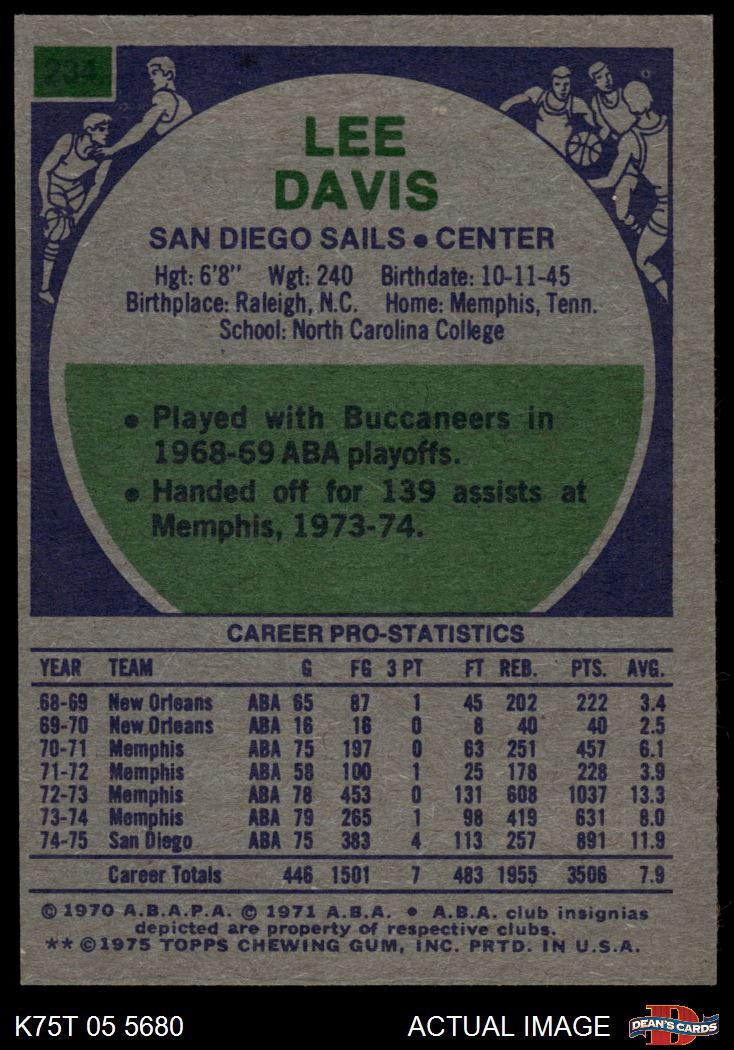 234
LEE
DAVIS
SAN DIEGO SAILS • CENTER
Hgt: 6'8" Wgt: 240 Birthdate: 10-11-45
Birthplace: Raleigh, N.C. Home: Memphis, Tenn.
School: North Carolina College
• Played with Buccaneers in
1968-69 ABA playoffs.
• Handed off for 139 assists at
Memphis, 1973-74.
CAREER PRO-STATISTICS
YEAR TEAM G FG 3 PT FT REB. PTS. AVG.
68-69 New Orleans ABA 65 87 1 45 202 222 3.4
69-70 New Orleans ABA 16 16 0 8 40 40 2.5
70-71 Memphis ABA 75 197 0 63 251 457 6.1
71-72 Memphis ABA 58 100 1 25 178 228 3.9
72-73 Memphis ABA 78 453 0 131 608 1037 13.3
73-74 Memphis ABA 79 265 1 98 419 631 8.0
74-75 San Diego ABA 75 383 4 113 257 891 11.9
Career Totals 446 1501 7 483 1955 3506 7.9
© 1970 A.B.A.P.A. © 1971 A.B.A. • A.B.A. club insignias
depicted are property of respective clubs.
** © 1975 TOPPS CHEWING GUM, INC. PRTD. IN U.S.A.
K75T 05 5680 ACTUAL IMAGE DEAN'S CARDS